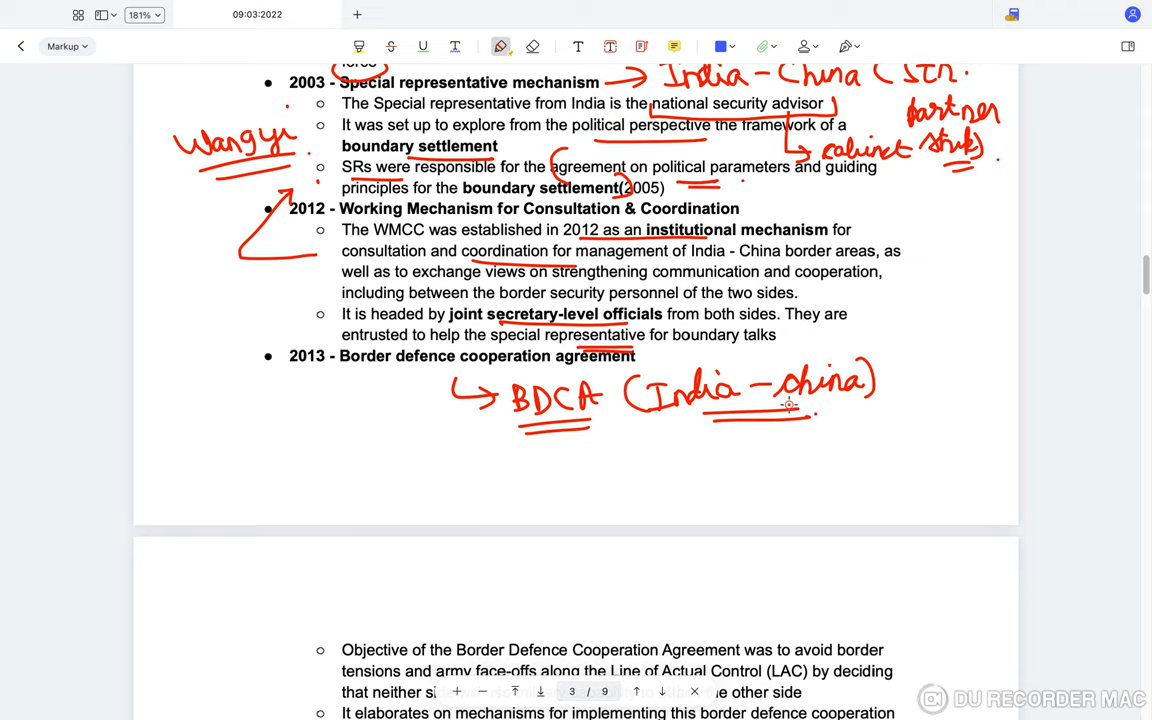 181%
09:03:2022
Markup
2003 - Special representative mechanism → India - China (
The Special representative from India is the national security advisor
partner
It was set up to explore from the political perspective the framework of a
boundary settlement
Wang yi
cabinet
SRs were responsible for the agreement on political parameters and guiding
principles for the boundary settlement(2005)
2012 - Working Mechanism for Consultation & Coordination
The WMCC was established in 2012 as an institutional mechanism for
consultation and coordination for management of India - China border areas, as
well as to exchange views on strengthening communication and cooperation,
including between the border security personnel of the two sides.
It is headed by joint secretary-level officials from both sides. They are
entrusted to help the special representative for boundary talks
2013 - Border defence cooperation agreement
BDCA (India - China)
Objective of the Border Defence Cooperation Agreement was to avoid border
tensions and army face-offs along the Line of Actual Control (LAC) by deciding
that neither
the other side
3 / 9
It elaborates on mechanisms for implementing this border defence cooperation
DU RECORDER MAC